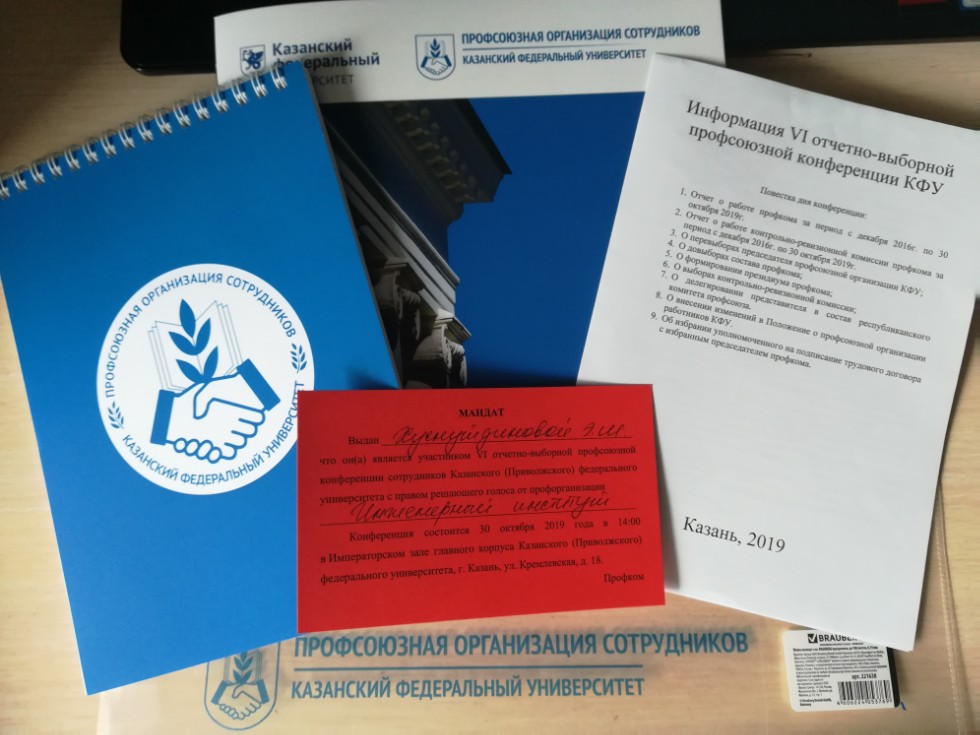 Казанский
федеральный
УНИВЕРСИТЕТ
ПРОФСОЮЗНАЯ ОРГАНИЗАЦИЯ СОТРУДНИКОВ
КАЗАНСКИЙ ФЕДЕРАЛЬНЫЙ УНИВЕРСИТЕТ
ПРОФСОЮЗНАЯ ОРГАНИЗАЦИЯ СОТРУДНИКОВ
КАЗАНСКИЙ ФЕДЕРАЛЬНЫЙ УНИВЕРСИТЕТ
Информация VI отчетно-выборной
профсоюзной конференции КФУ
Повестка дня конференции:
1. Отчет о работе профкома за период с декабря 2016г. по 30
октября 2019г.
2. Отчет о работе контрольно-ревизионной комиссии профкома за
период с декабря 2016г. по 30 октября 2019г.
3. О перевыборах председателя профсоюзной организации КФУ;
4. О довыборах состава профкома;
5. О формировании президиума профкома;
6. О выборах контрольно-ревизионной комиссии;
7. О делегировании представителя в состав республиканского
комитета профсоюза.
8. О внесении изменений в Положение о профсоюзной организации
работников КФУ.
9. Об избрании уполномоченного на подписание трудового договора
с избранным председателем профкома.
Казань, 2019
МАНДАТ
Выдан Хуснутдиновой Э.Ш.
что он(а) является участником VI отчетно-выборной профсоюзной
конференции сотрудников Казанского (Приволжского) федерального
университета с правом решающего голоса от профорганизации
Инженерный институт
Конференция состоится 30 октября 2019 года в 14:00
в Императорском зале главного корпуса Казанского (Приволжского)
федерального университета, г. Казань, ул. Кремлевская, д. 18.
Профком
ПРОФСОЮЗНАЯ ОРГАНИЗАЦИЯ СОТРУДНИКОВ
КАЗАНСКИЙ ФЕДЕРАЛЬНЫЙ УНИВЕРСИТЕТ
BRAUBE
арт. 221638